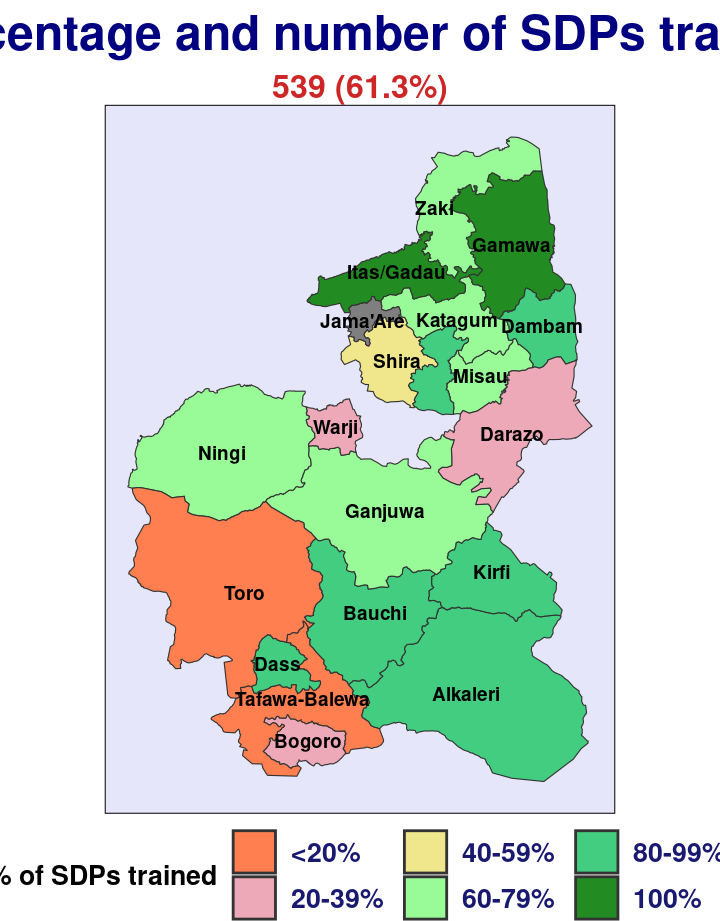 centage and number of SDPs tra
539 (61.3%)
Zaki
Gamawa
Itas/Gadau
Jama'Are
Katagum
Dambam
Shira
Misau
Warji
Darazo
Ningi
Ganjuwa
Kirfi
Toro
Bauchi
Dass
Alkaleri
Tafawa-Balewa
Bogoro
% of SDPs trained
<20%
40-59%
80-99%
20-39%
60-79%
100%